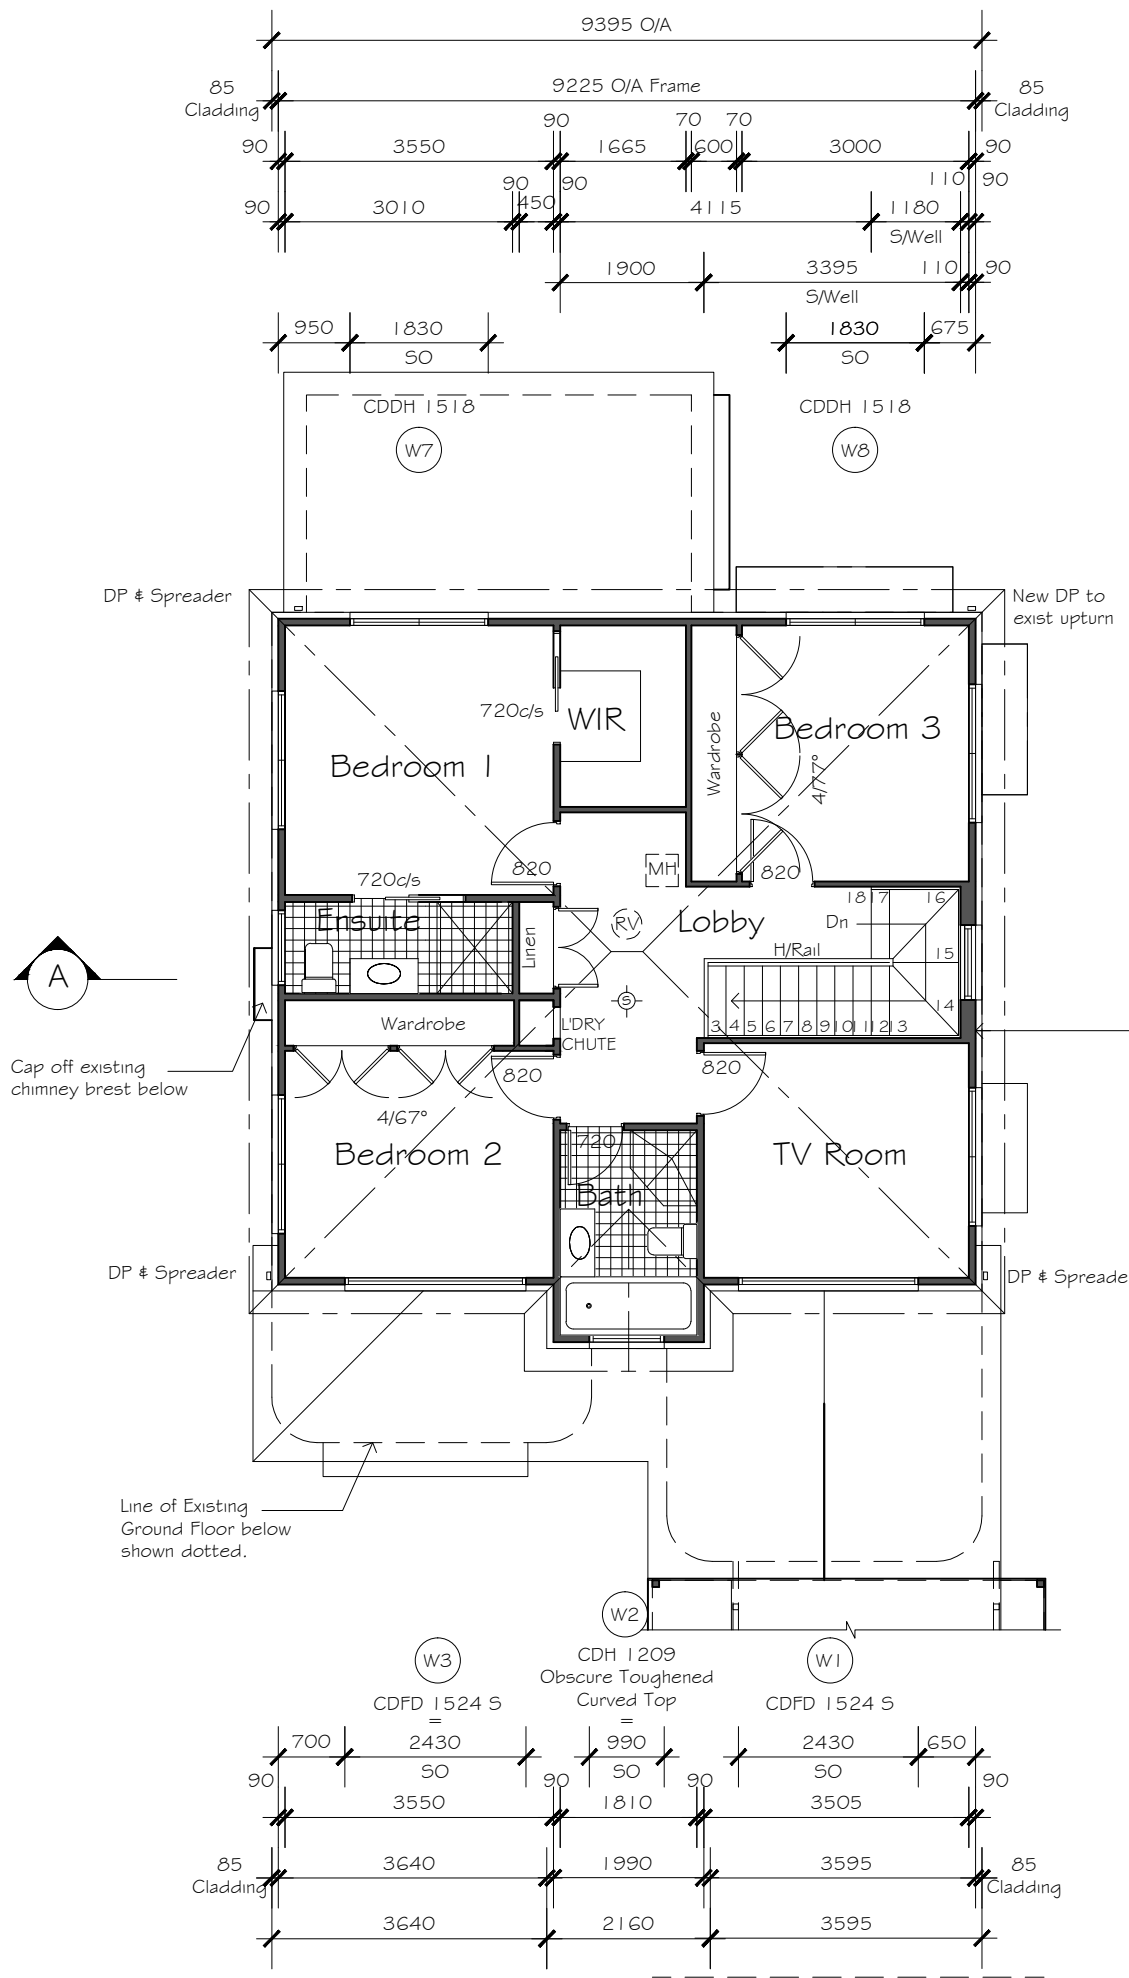 9395 O/A
85
Cladding
9225 O/A Frame
85
Cladding
90
3550
90
1665
70
600
70
3000
90
90
3010
90
450
90
4115
1180
S/Well
110
90
1900
3395
S/Well
110
90
950
1830
SO
1830
SO
675
CDDH 1518
W7
CDDH 1518
W8
DP & Spreader
New DP to
exist upturn
720c/s
WIR
Bedroom 1
Wardrobe
Bedroom 3
4/77°
820
MH
820
720c/s
Ensuite
Linen
RV
Lobby
18
17
16
Dn
H/Rail
15
A
S
14
3 4 5 6 7 8 9 10 11 12 13
Wardrobe
L'DRY
CHUTE
Cap off existing
chimney brest below
820
820
4/67°
Bedroom 2
720
Bath
TV Room
DP & Spreader
DP & Spreade
Line of Existing
Ground Floor below
shown dotted.
W3
CDFD 1524 S
=
W2
CDH 1209
Obscure Toughened
Curved Top
=
W1
CDFD 1524 S
700
2430
SO
990
SO
2430
SO
650
90
3550
90
1810
90
3505
90
85
Cladding
3640
1990
3595
85
Cladding
3640
2160
3595